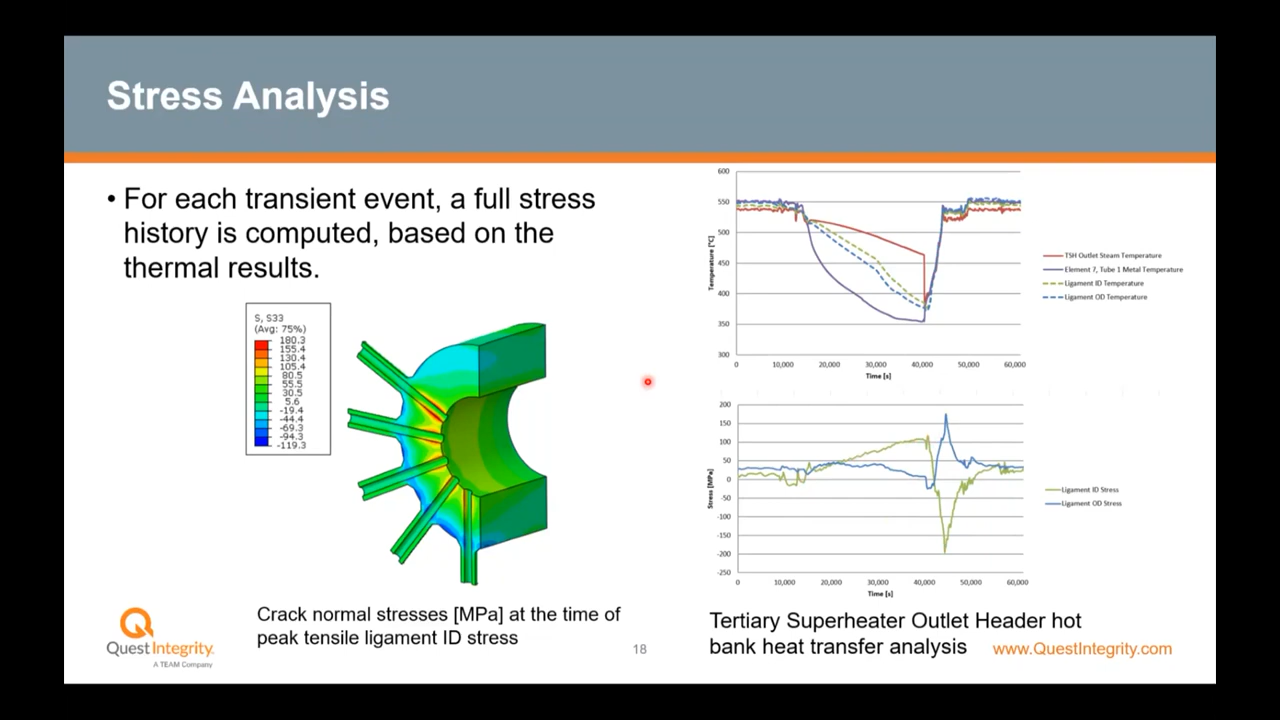 Stress Analysis
• For each transient event, a full stress
history is computed, based on the
thermal results.
S, S33
(Avg: 75%)
180.3
155.4
130.4
105.4
80.5
55.5
30.5
5.6
-19.4
-44.4
-69.3
-94.3
-119.3
Crack normal stresses [MPa] at the time of
peak tensile ligament ID stress
600
550
500
450
400
350
300
Temperature [°C]
0 10,000 20,000 30,000 40,000 50,000 60,000
Time [s]
TSH Outlet Steam Temperature
Element 7, Tube 1 Metal Temperature
Ligament ID Temperature
Ligament OD Temperature
200
150
100
50
0
-50
-100
-150
-200
-250
Stress [MPa]
0 10,000 20,000 30,000 40,000 50,000 60,000
Time [s]
Ligament ID Stress
Ligament OD Stress
Tertiary Superheater Outlet Header hot
bank heat transfer analysis
QuestIntegrity
A TEAM Company
18
www.QuestIntegrity.com